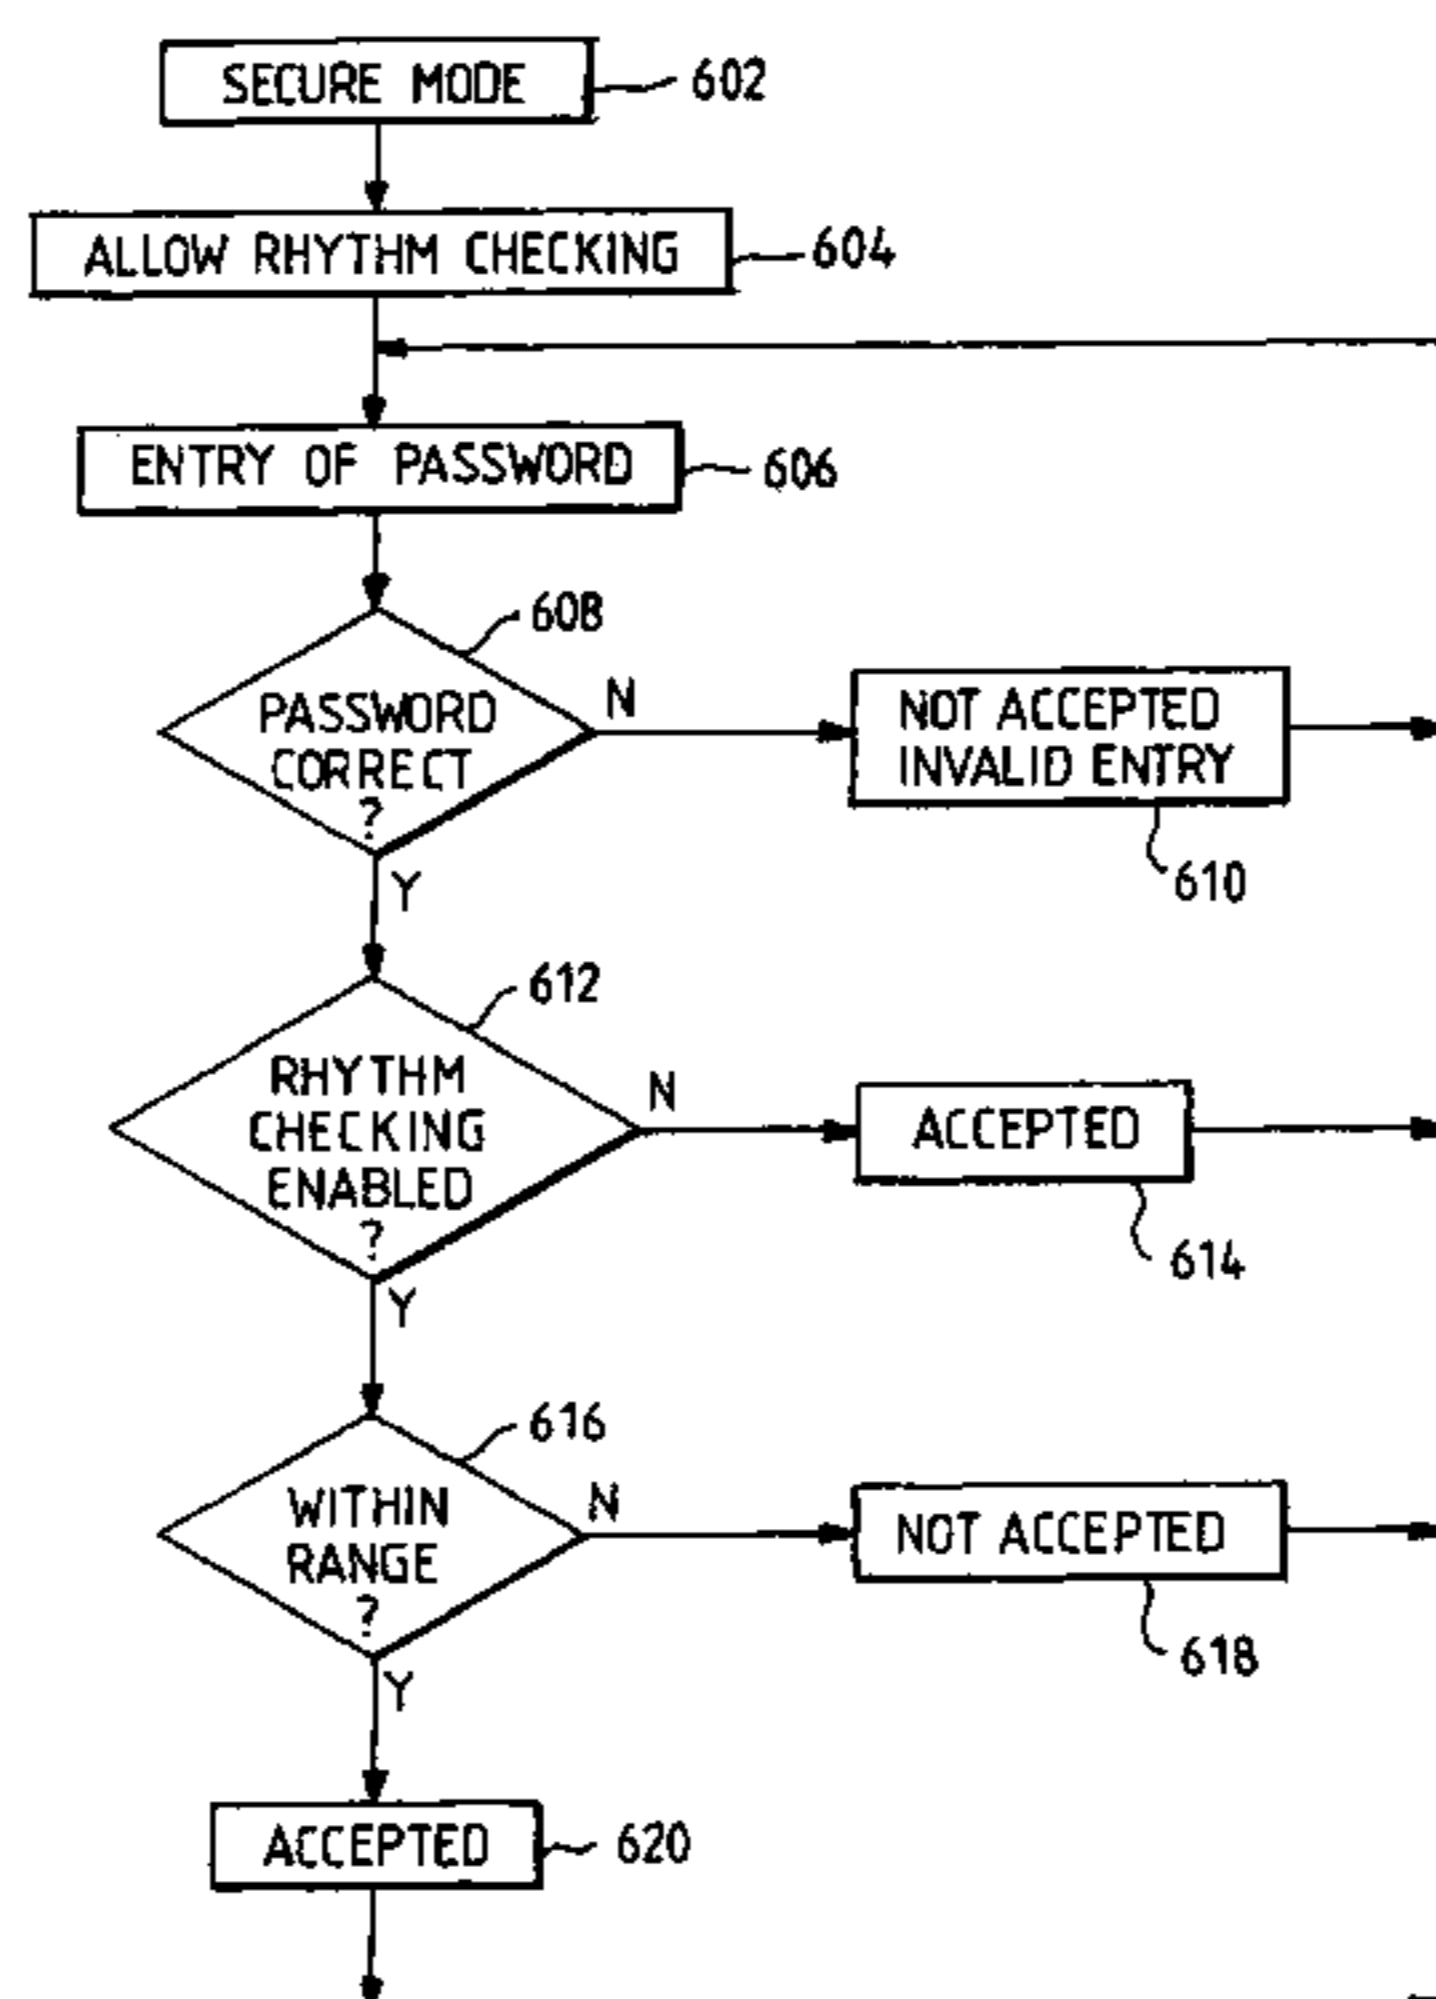 SECURE MODE
602
ALLOW RHYTHM CHECKING
604
ENTRY OF PASSWORD
606
608
PASSWORD
CORRECT
?
N
NOT ACCEPTED
INVALID ENTRY
610
Y
612
RHYTHM
CHECKING
ENABLED
?
N
ACCEPTED
614
Y
616
WITHIN
RANGE
?
N
NOT ACCEPTED
618
Y
ACCEPTED
620